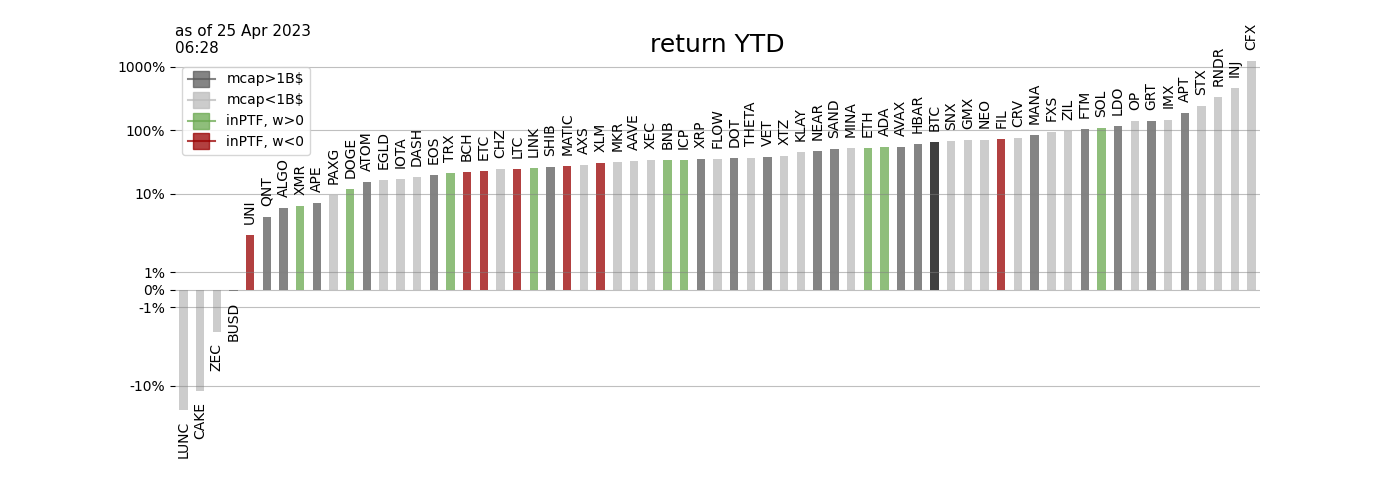 as of 25 Apr 2023
06:28
return YTD
1000%
100%
10%
1%
0%
-1%
-10%
mcap>1B$
mcap<1B$
inPTF, w>0
inPTF, w<0
LUNC
CAKE
ZEC
BUSD
UNI
QNT
ALGO
XMR
APE
PAXG
DOGE
ATOM
EGLD
IOTA
DASH
EOS
TRX
BCH
ETC
CHZ
LTC
LINK
SHIB
MATIC
AXS
XLM
MKR
AAVE
XEC
BNB
ICP
XRP
FLOW
DOT
THETA
VET
XTZ
KLAY
NEAR
SAND
MINA
ETH
ADA
AVAX
HBAR
BTC
SNX
GMX
NEO
FIL
CRV
MANA
FXS
ZIL
FTM
SOL
LDO
OP
GRT
IMX
APT
STX
RNDR
INJ
CFX